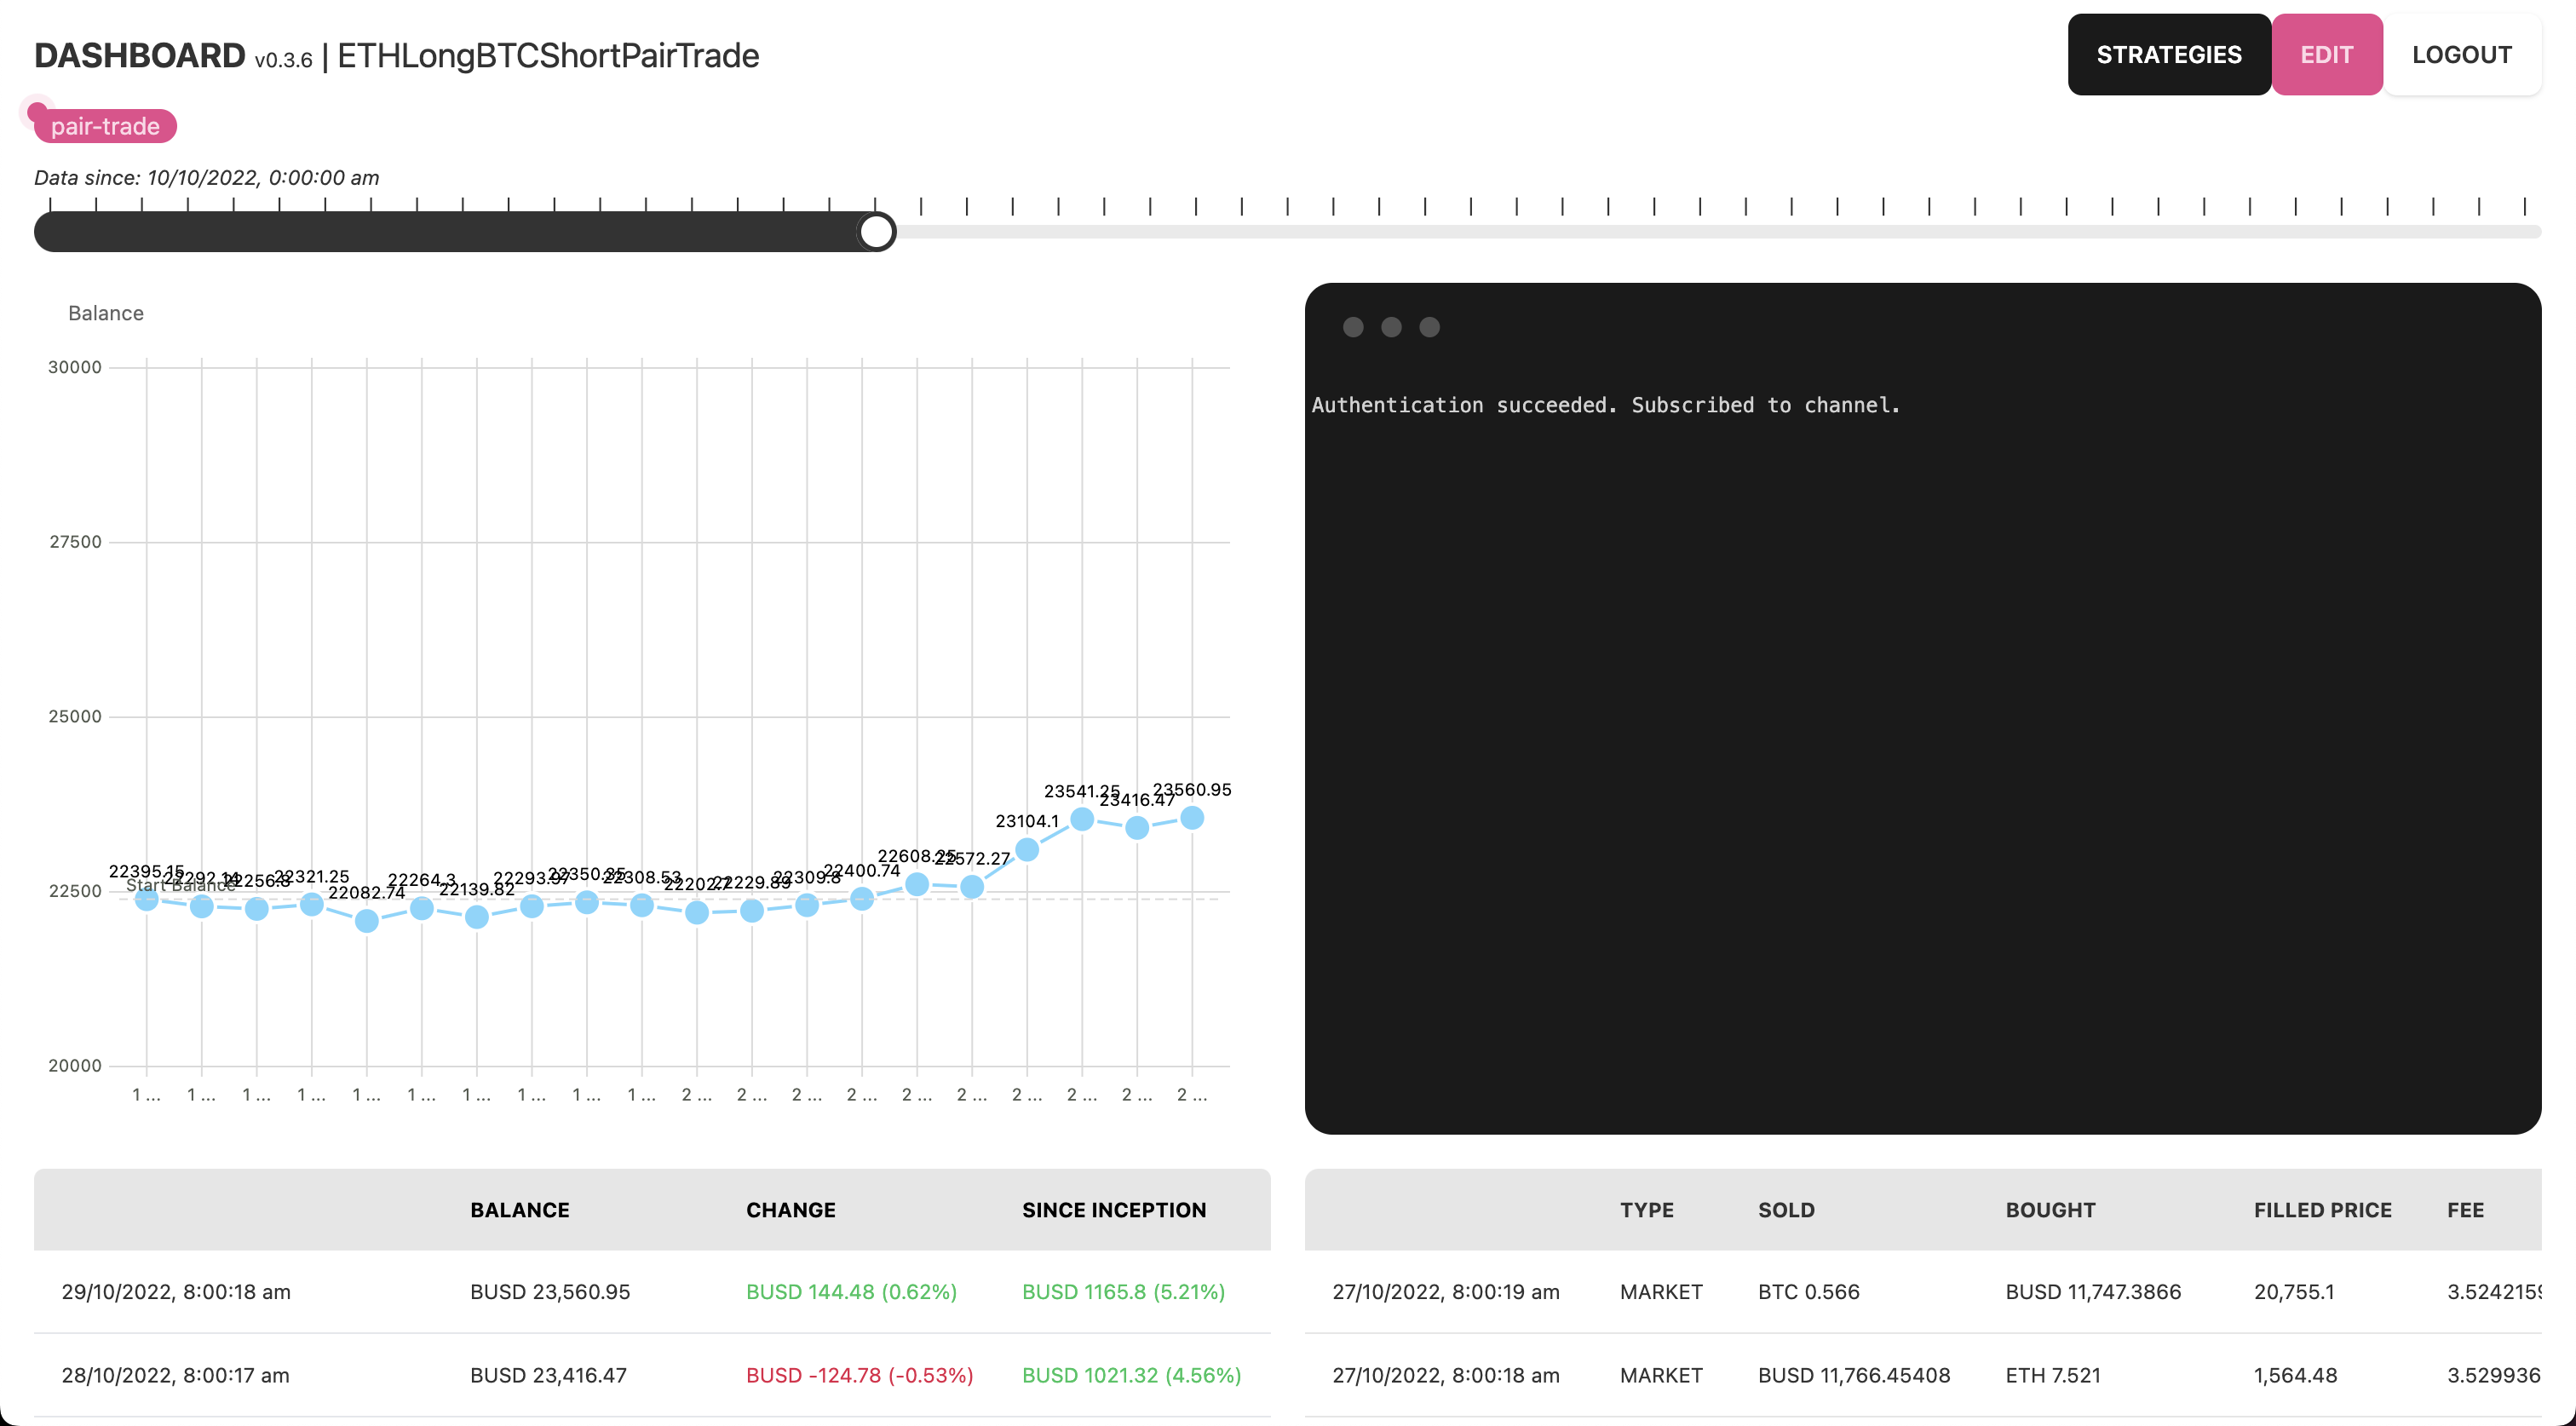 DASHBOARD v0.3.6 | ETHLongBTCShortPairTrade
STRATEGIES
EDIT
LOGOUT
pair-trade
Data since: 10/10/2022, 0:00:00 am
Balance
30000
27500
25000
22500
20000
22395.15
22292.14
22256.8
22321.25
22082.74
22264.3
22139.82
22293.97
22350.35
22308.53
22202.7
22229.89
22309.8
22400.74
22608.25
22572.27
23104.1
23541.25
23416.47
23560.95
Start Balance
1 ... 1 ... 1 ... 1 ... 1 ... 1 ... 1 ... 1 ... 1 ... 1 ... 2 ... 2 ... 2 ... 2 ... 2 ... 2 ... 2 ... 2 ... 2 ... 2 ...
Authentication succeeded. Subscribed to channel.
BALANCE CHANGE SINCE INCEPTION
29/10/2022, 8:00:18 am BUSD 23,560.95 BUSD 144.48 (0.62%) BUSD 1165.8 (5.21%)
28/10/2022, 8:00:17 am BUSD 23,416.47 BUSD -124.78 (-0.53%) BUSD 1021.32 (4.56%)
TYPE SOLD BOUGHT FILLED PRICE FEE
27/10/2022, 8:00:19 am MARKET BTC 0.566 BUSD 11,747.3866 20,755.1 3.524215
27/10/2022, 8:00:18 am MARKET BUSD 11,766.45408 ETH 7.521 1,564.48 3.529936